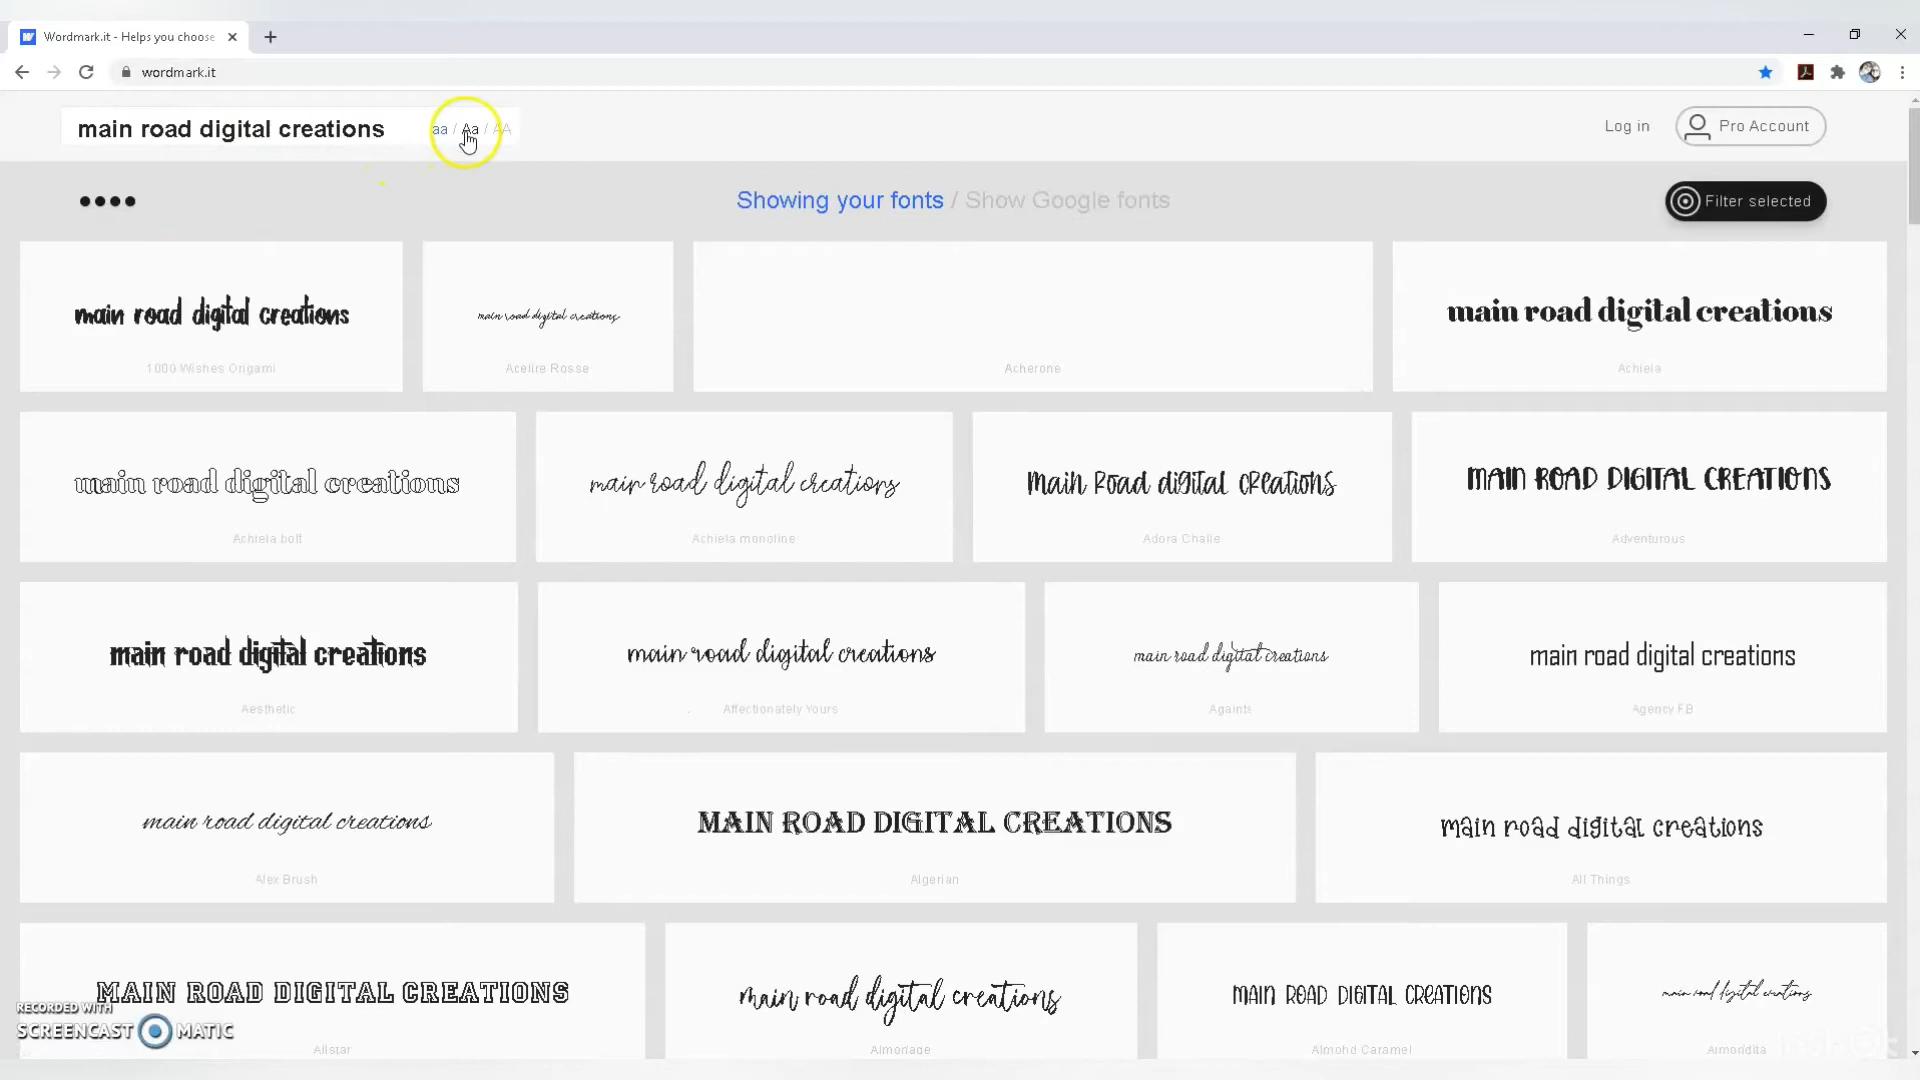 Wordmark.it - Helps you choose
wordmark.it
main road digital creations aa / Aa / AA
Log in
Pro Account
Showing your fonts / Show Google fonts
Filter selected
main road digital creations
1000 Wishes Origami
main road digital creations
Acelire Rosse
Acherone
main road digital creations
Achiela
main road digital creations
Achiela bolt
main road digital creations
Achiela monoline
main road digital creations
Adora Challe
MAIN ROAD DIGITAL CREATIONS
Adventurous
main road digital creations
Aesthetic
main road digital creations
Affectionately Yours
main road digital creations
Againts
main road digital creations
Agency FB
main road digital creations
Alex Brush
MAIN ROAD DIGITAL CREATIONS
Algerian
main road digital creations
All Things
MAIN ROAD DIGITAL CREATIONS
Allstar
main road digital creations
MAIN ROAD DIGITAL CREATIONS
Almohd Caramel
main road digital creations
RECORDED WITH
SCREENCAST MATIC